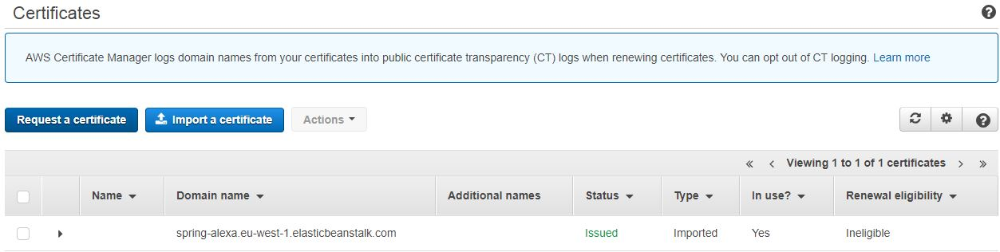 Certificates
AWS Certificate Manager logs domain names from your certificates into public certificate transparency (CT) logs when renewing certificates. You can opt out of CT logging. Learn more
Request a certificate Import a certificate Actions
« ‹ Viewing 1 to 1 of 1 certificates › »
Name Domain name Additional names Status Type In use? Renewal eligibility
spring-alexa.eu-west-1.elasticbeanstalk.com Issued Imported Yes Ineligible